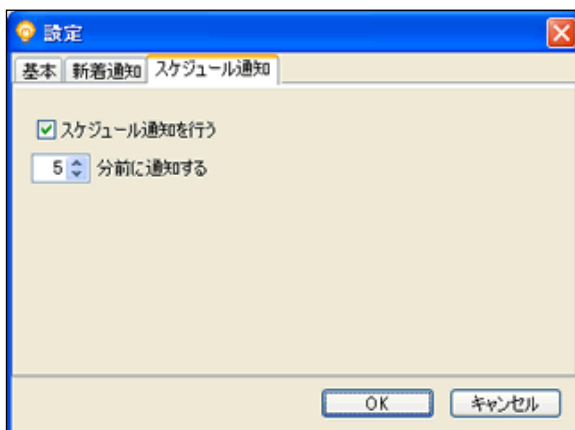 設定
基本 新着通知 スケジュール通知
スケジュール通知を行う
5 分前に通知する
OK キャンセル